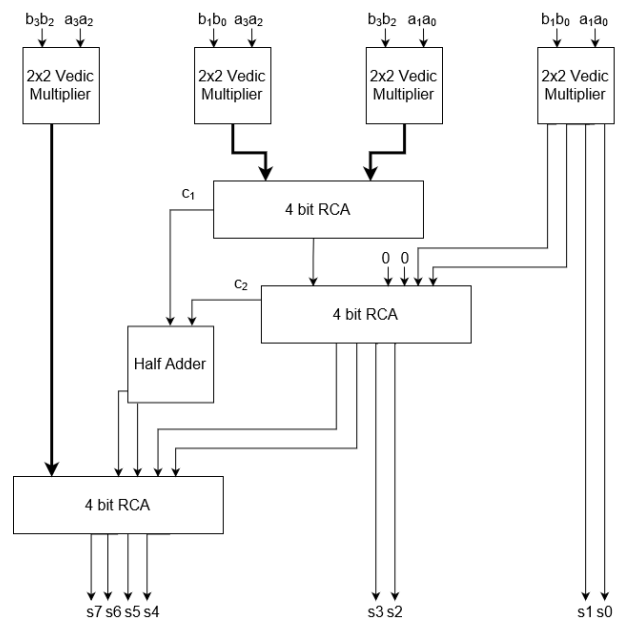 b₃b₂ a₃a₂ b₁b₀ a₃a₂ b₃b₂ a₁a₀ b₁b₀ a₁a₀
2x2 Vedic
Multiplier
2x2 Vedic
Multiplier
2x2 Vedic
Multiplier
2x2 Vedic
Multiplier
c₁
4 bit RCA
0 0
c₂
4 bit RCA
Half Adder
4 bit RCA
s7 s6 s5 s4 s3 s2 s1 s0